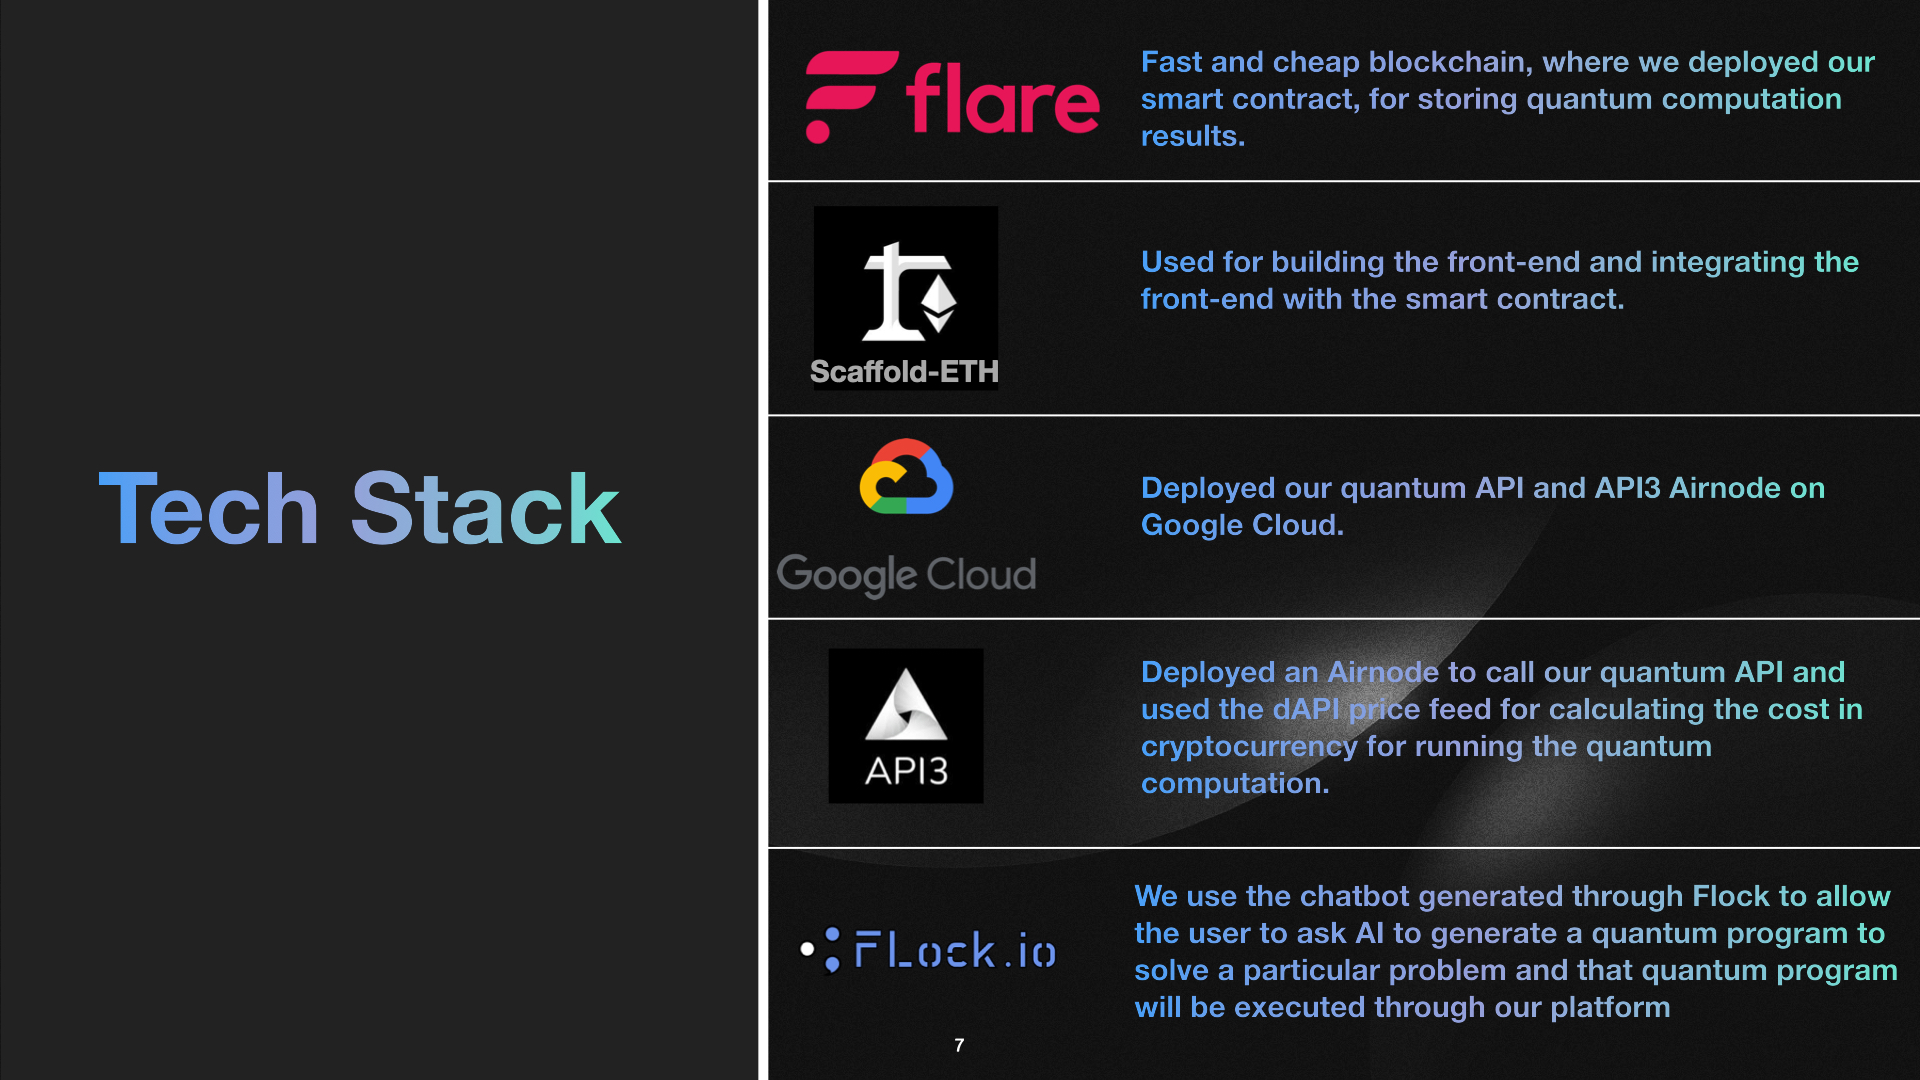 Tech Stack
flare
Fast and cheap blockchain, where we deployed our
smart contract, for storing quantum computation
results.
Scaffold-ETH
Used for building the front-end and integrating the
front-end with the smart contract.
Google Cloud
Deployed our quantum API and API3 Airnode on
Google Cloud.
API3
Deployed an Airnode to call our quantum API and
used the dAPI price feed for calculating the cost in
cryptocurrency for running the quantum
computation.
FLock.io
We use the chatbot generated through Flock to allow
the user to ask AI to generate a quantum program to
solve a particular problem and that quantum program
will be executed through our platform
7